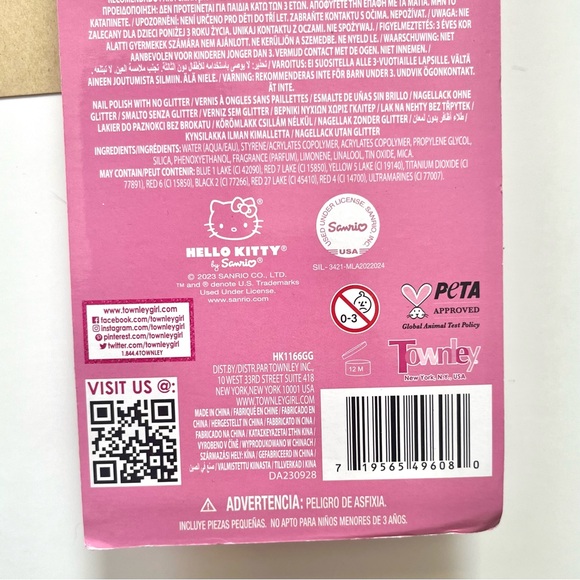 ΠΡΟΕΙΔΟΠΟΙΗΣΗ: ΔΕΝ ΠΡΟΤΕΙΝΕΤΑΙ ΓΙΑ ΠΑΙΔΙΑ ΚΑΤΩ ΤΩΝ 3 ΕΤΩΝ. ΑΠΟΦΥΓΕΤΕ ΤΗΝ ΕΠΑΦΗ ΜΕ ΤΑ ΜΑΤΙΑ. ΜΗΝ
ΚΑΤΑΠΙΝΕΤΕ. / UPOZORNĚNÍ: NENÍ URČENO PRO DĚTI DO TŘÍ LET. ZABRAŇTE KONTAKTU S OČIMA. NEPOŽÍVAT. / UWAGA: NIE
ZALECANY DLA DZIECI PONIŻEJ 3 ROKU ŻYCIA. UNIKAJ KONTAKTU Z OCZAMI. NIE SPOŻYWAJ. / FIGYELMEZTETÉS: 3 ÉVES KOR
ALATTI GYERMEKEK SZÁMÁRA NEM AJÁNLOTT. NE KERÜLJÖN A SZEMEDBE. NE NYELD LE. / WAARSCHUWING: NIET
AANBEVOLEN VOOR KINDEREN JONGER DAN 3. VERMIJD CONTACT MET DE OGEN. NIET INNEMEN. /
VAROITUS: EI SUOSITELLA ALLE 3-VUOTIAILLE LAPSILLE. VÄLTÄ
AINEEN JOUTUMISTA SILMIIN. ÄLÄ NIELE. / VARNING: REKOMMENDERAS INTE FÖR BARN UNDER 3. UNDVIK ÖGONKONTAKT.
ÄT INTE.
NAIL POLISH WITH NO GLITTER / VERNIS À ONGLES SANS PAILLETTES / ESMALTE DE UÑAS SIN BRILLO / NAGELLACK OHNE
GLITTER / SMALTO SENZA GLITTER / VERNIZ SEM GLITTER / ΒΕΡΝΙΚΙ ΝΥΧΙΩΝ ΧΩΡΙΣ ΓΚΛΙΤΕΡ / LAK NA NEHTY BEZ TŘPYTEK /
LAKIER DO PAZNOKCI BEZ BROKATU / KÖRÖMLAKK CSILLÁM NÉLKÜL / NAGELLAK ZONDER GLITTER / طلاء أظافر بدون لمعان /
KYNSILAKKA ILMAN KIMALLETTA / NAGELLACK UTAN GLITTER
INGREDIENTS/INGRÉDIENTS: WATER (AQUA/EAU), STYRENE/ACRYLATES COPOLYMER, ACRYLATES COPOLYMER, PROPYLENE GLYCOL,
SILICA, PHENOXYETHANOL, FRAGRANCE (PARFUM), LIMONENE, LINALOOL, TIN OXIDE, MICA.
MAY CONTAIN/PEUT CONTENIR: BLUE 1 LAKE (CI 42090), RED 7 LAKE (CI 15850), YELLOW 5 LAKE (CI 19140), TITANIUM DIOXIDE (CI
77891), RED 6 (CI 15850), BLACK 2 (CI 77266), RED 27 LAKE (CI 45410), RED 4 (CI 14700), ULTRAMARINES (CI 77007).
HELLO KITTY®
by Sanrio
© 2023 SANRIO CO., LTD.
™ and ® denote U.S. Trademarks
Used Under License.
www.sanrio.com
USED UNDER LICENSE SANRIO, INC
Sanrio
USA
SIL- 3421-MLA2022024
0-3
PETA
APPROVED
Global Animal Test Policy
www.townleygirl.com
facebook.com/townleygirl
instagram.com/townleygirl
pinterest.com/townleygirl
twitter.com/townleygirl
1.844.4TOWNLEY
VISIT US @:
HK1166GG
DIST.BY/DISTR.PAR TOWNLEY INC.,
10 WEST 33RD STREET SUITE 418
NEW YORK, NEW YORK 10001 USA
WWW.TOWNLEYGIRL.COM
MADE IN CHINA / FABRIQUÉ EN CHINE / FABRICADO EN
CHINA / HERGESTELLT IN CHINA / FABBRICATO IN CINA
FABRICADO NA CHINA / ΚΑΤΑΣΚΕΥΑΖΕΤΑΙ ΣΤΗΝ ΚΙΝΑ /
VYROBENO V ČÍNĚ / WYPRODUKOWANO W CHINACH /
SZÁRMAZÁSI HELY: KÍNA / GEFABRICEERD IN CHINA /
صنع في الصين / VALMISTETTU KIINASTA / TILLVERKAD I KINA
DA230928
12 M
Townley
New York, N.Y., USA
7 19565 49608 0
ADVERTENCIA: PELIGRO DE ASFIXIA.
INCLUYE PIEZAS PEQUEÑAS. NO APTO PARA NIÑOS MENORES DE 3 AÑOS.